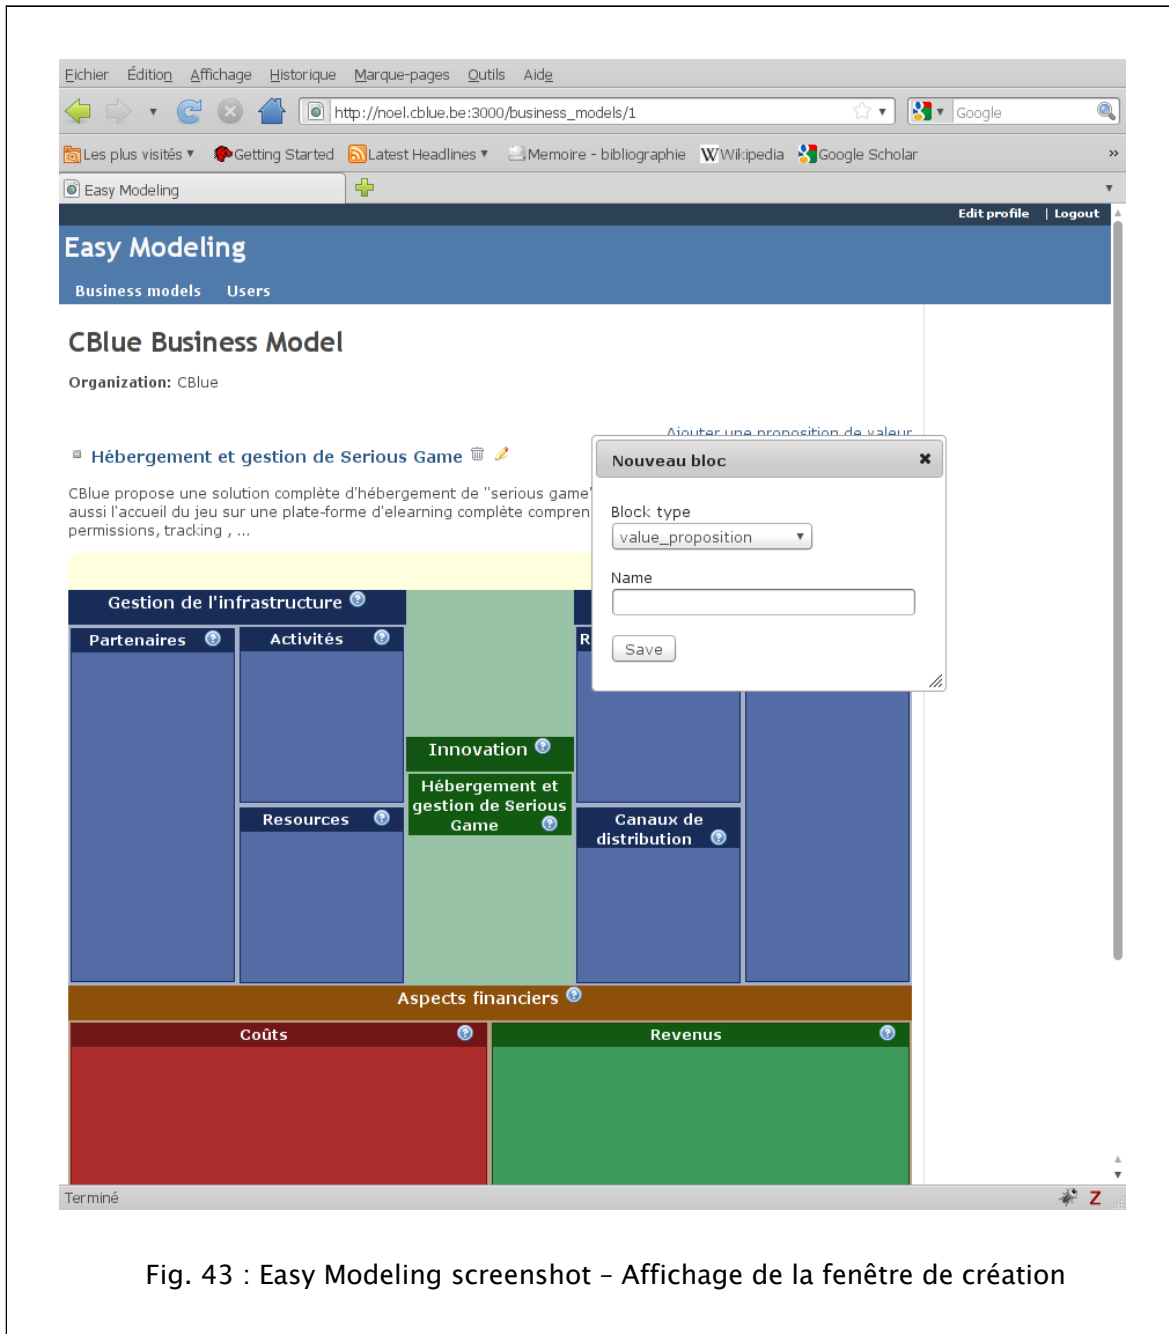 Fichier Édition Affichage Historique Marque-pages Outils Aide
http://noel.cblue.be:3000/business_models/1 Google
Les plus visités Getting Started Latest Headlines Memoire - bibliographie Wikipedia Google Scholar »
Easy Modeling
Edit profile | Logout
Easy Modeling
Business models Users
CBlue Business Model
Organization: CBlue
Ajouter une proposition de valeur
Hébergement et gestion de Serious Game
CBlue propose une solution complète d'hébergement de "serious game"
aussi l'accueil du jeu sur une plate-forme d'elearning complète compren
permissions, tracking , ...
Nouveau bloc
Block type
value_proposition
Name
Save
Gestion de l'infrastructure
Partenaires Activités R
Innovation
Hébergement et
gestion de Serious
Game
Resources
Canaux de
distribution
Aspects financiers
Coûts Revenus
Terminé Z
Fig. 43 : Easy Modeling screenshot – Affichage de la fenêtre de création